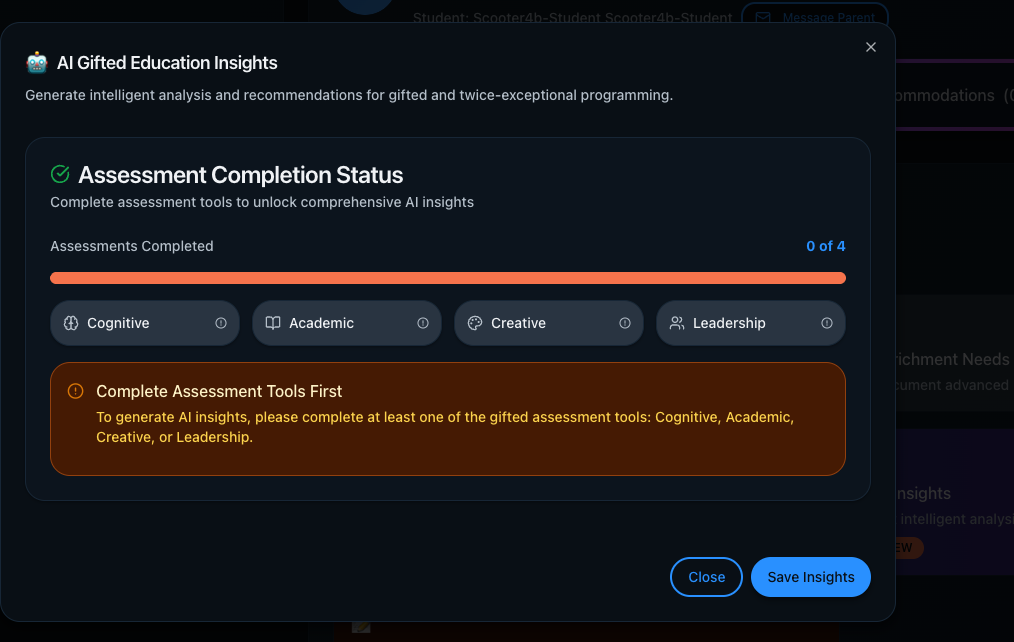 Student: Scooter4b-Student Scooter4b-Student
Message Parent
AI Gifted Education Insights
Generate intelligent analysis and recommendations for gifted and twice-exceptional programming.
ommodations (
Assessment Completion Status
Complete assessment tools to unlock comprehensive AI insights
Assessments Completed
0 of 4
Cognitive
Academic
Creative
Leadership
Complete Assessment Tools First
To generate AI insights, please complete at least one of the gifted assessment tools: Cognitive, Academic,
Creative, or Leadership.
richment Needs
cument advanced
nsights
intelligent analysi
EW
Close
Save Insights